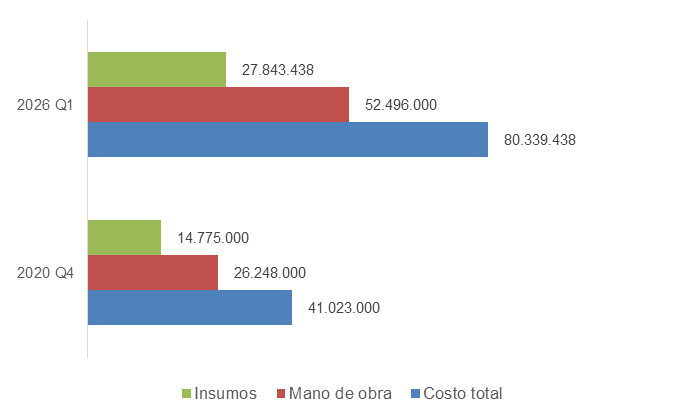 27.843.438
2026 Q1
52.496.000
80.339.438
14.775.000
2020 Q4
26.248.000
41.023.000
Insumos Mano de obra Costo total